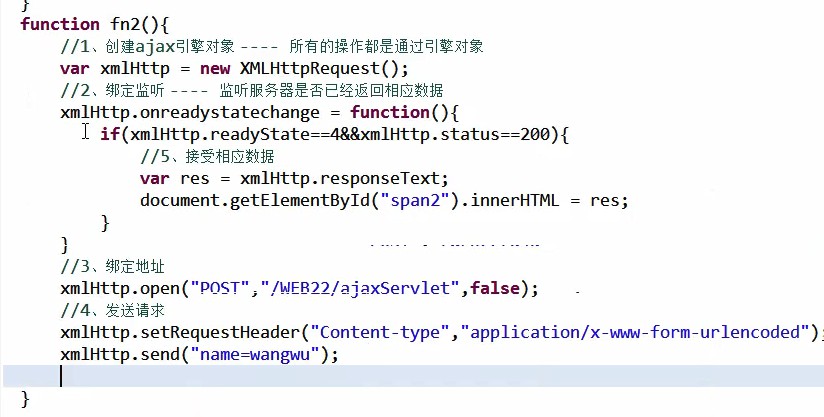 }
function fn2(){
//1、创建ajax引擎对象 ---- 所有的操作都是通过引擎对象
var xmlHttp = new XMLHttpRequest();
//2、绑定监听 ---- 监听服务器是否已经返回相应数据
xmlHttp.onreadystatechange = function(){
if(xmlHttp.readyState==4&&xmlHttp.status==200){
//5、接受相应数据
var res = xmlHttp.responseText;
document.getElementById("span2").innerHTML = res;
}
}
//3、绑定地址
xmlHttp.open("POST","/WEB22/ajaxServlet",false);
//4、发送请求
xmlHttp.setRequestHeader("Content-type","application/x-www-form-urlencoded");
xmlHttp.send("name=wangwu");
}